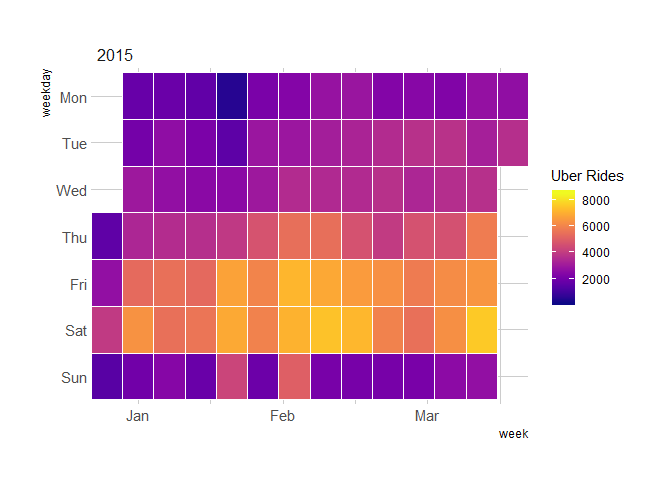 2015
weekday
Mon
Tue
Wed
Thu
Fri
Sat
Sun
Jan Feb Mar
week
Uber Rides
8000
6000
4000
2000